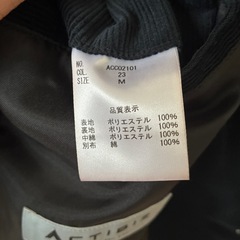 NO. ACC02101
COL. 23
SIZE M
品質表示
表地 ポリエステル 100%
裏地 ポリエステル 100%
中綿 ポリエステル 100%
別布 綿 100%